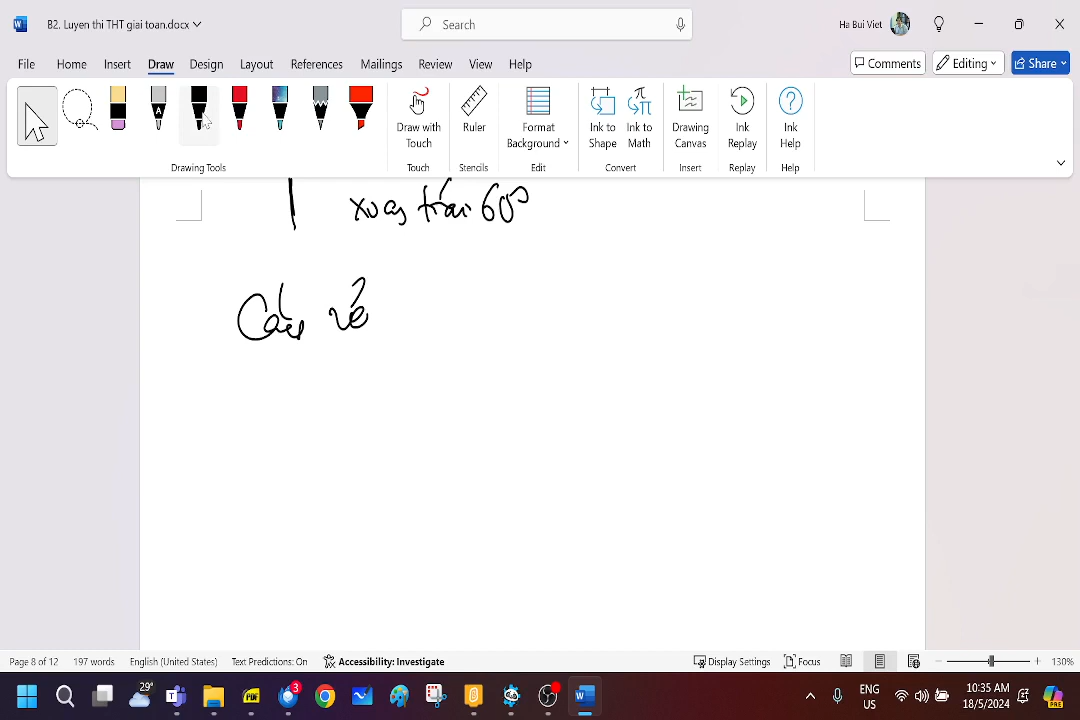 B2. Luyen thi THT giai toan.docx
Search
Ha Bui Viet
File Home Insert Draw Design Layout References Mailings Review View Help
Comments Editing Share
A
Draw with Touch
Ruler
Format Background
Ink to Shape
Ink to Math
Drawing Canvas
Ink Replay
Ink Help
Drawing Tools Touch Stencils Edit Convert Insert Replay Help
trái 60°
vẽ
Page 8 of 12 197 words English (United States) Text Predictions: On Accessibility: Investigate Display Settings Focus 130%
29° 3 PDF ENG US 10:35 AM 18/5/2024 PRE